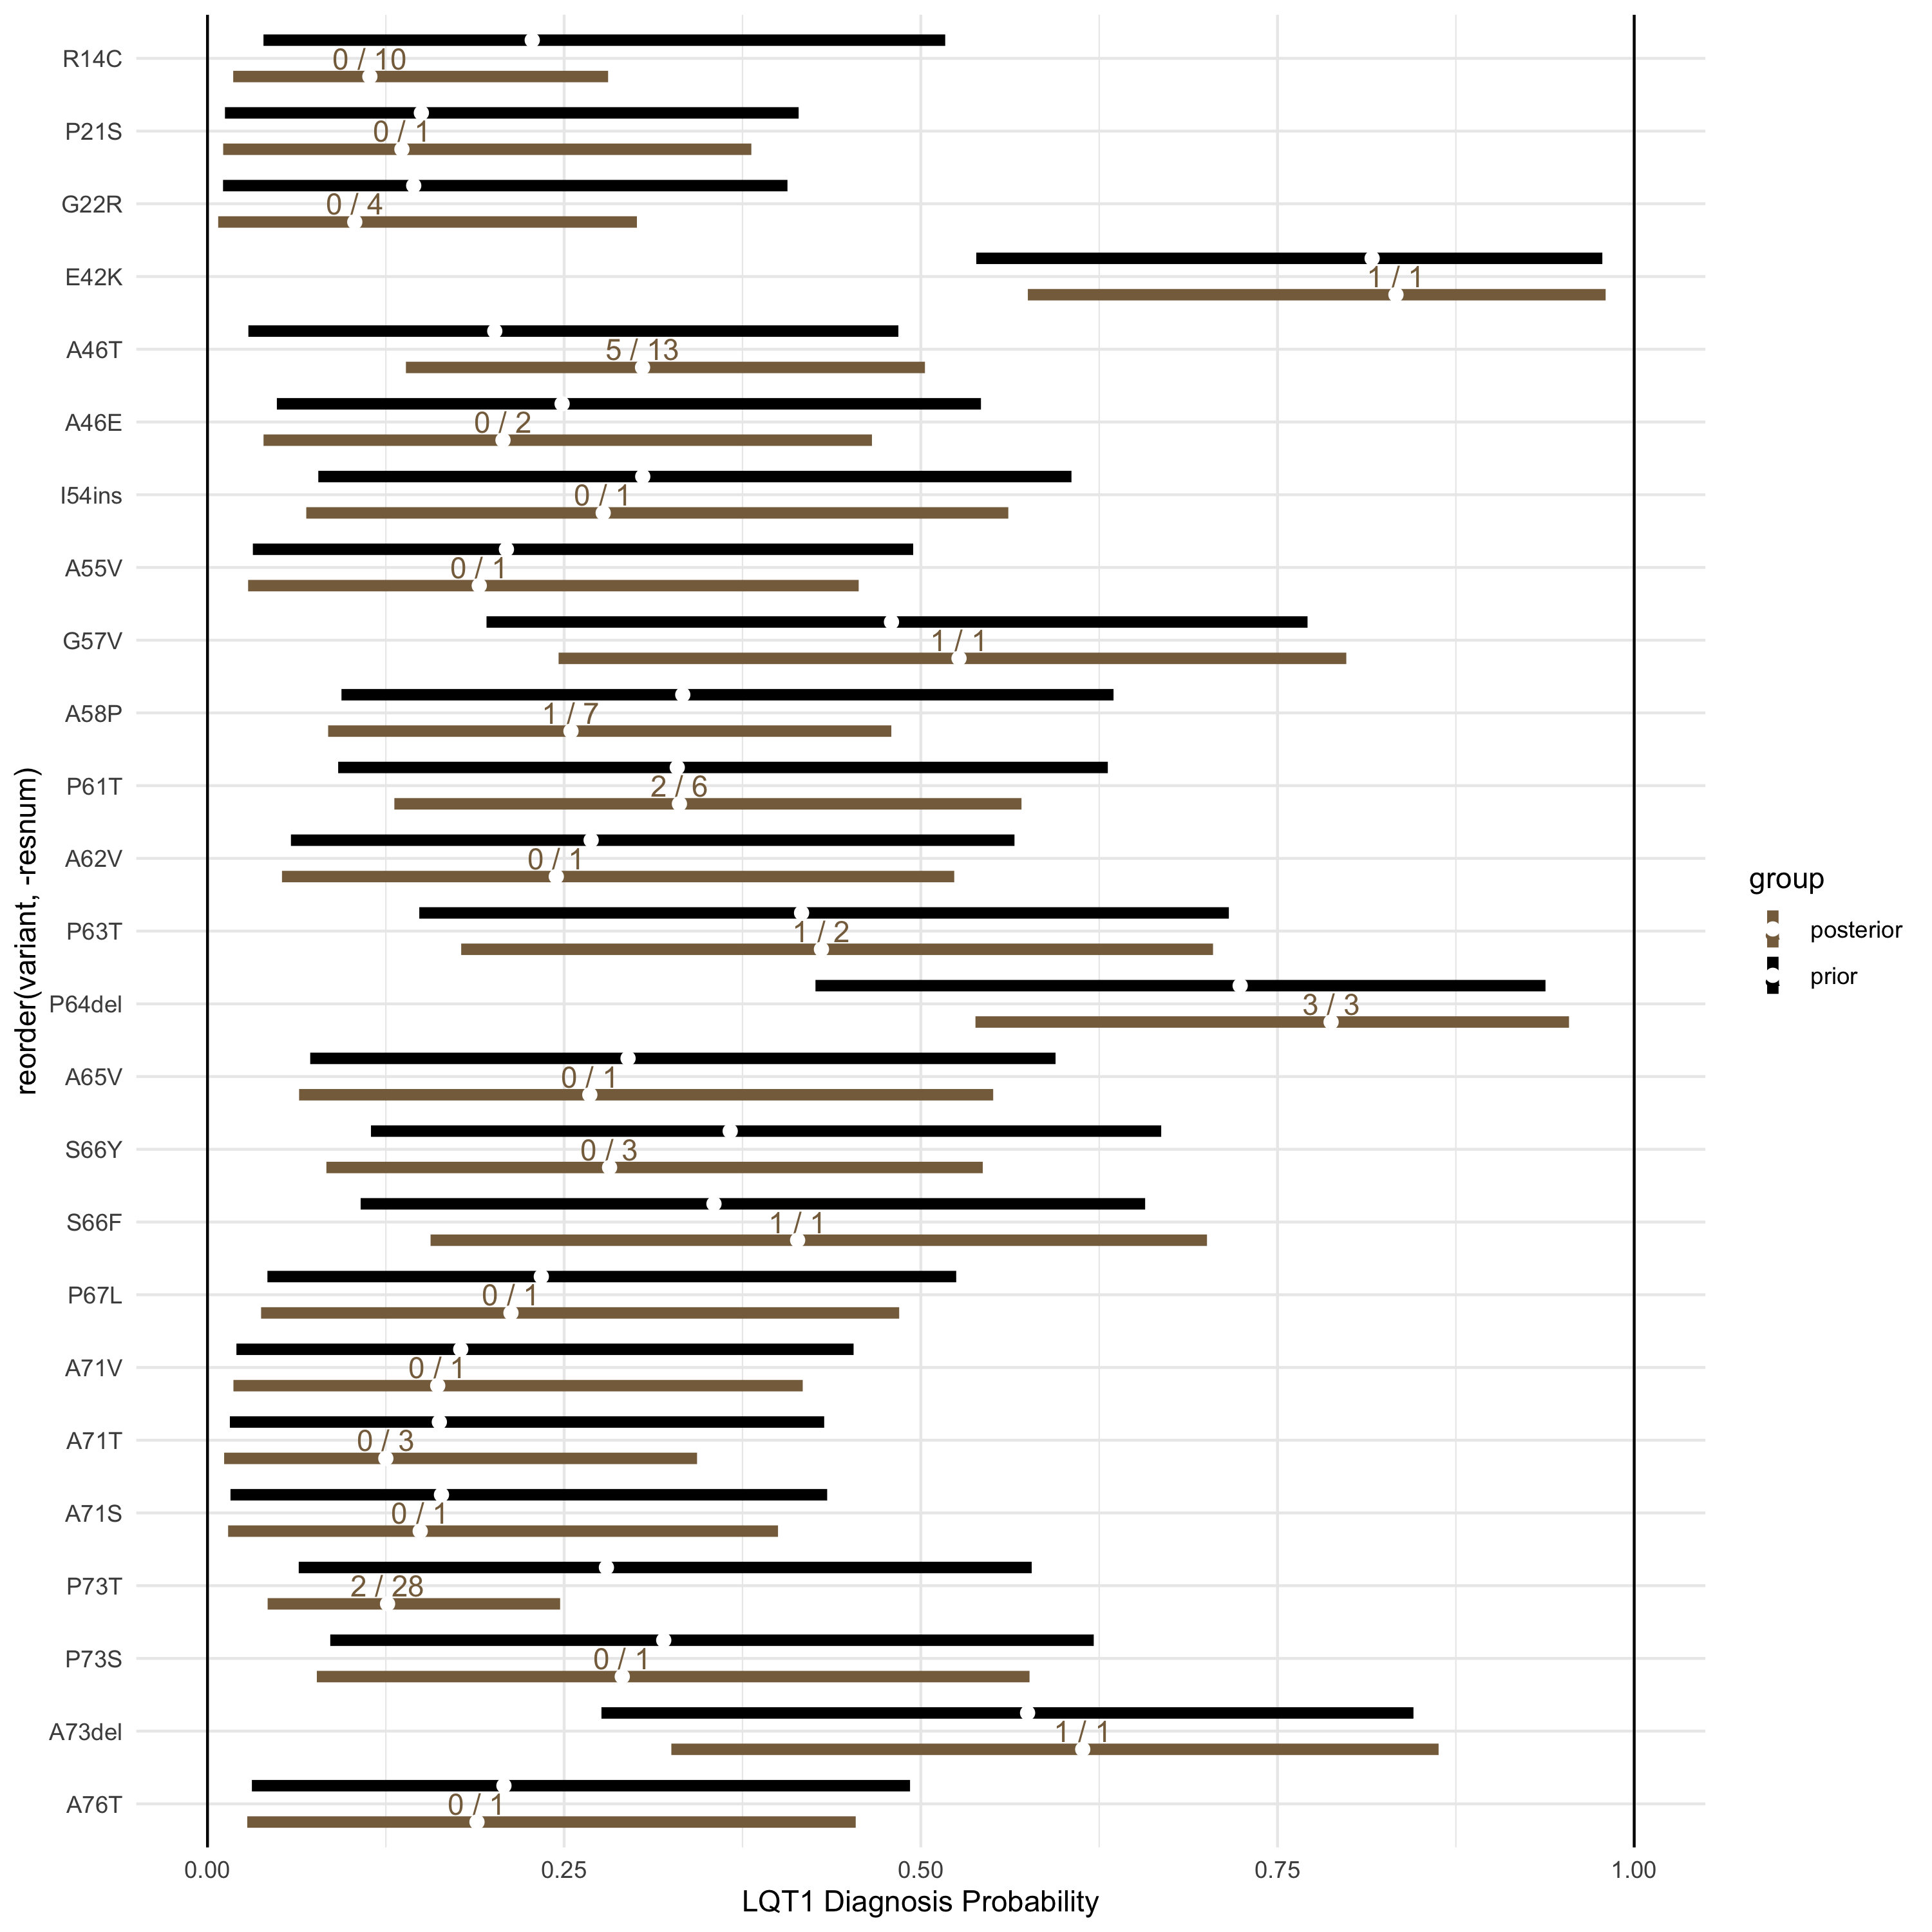 R14C
0 / 10
P21S
0 / 1
G22R
0 / 4
E42K
1 / 1
A46T
5 / 13
A46E
0 / 2
I54ins
0 / 1
A55V
0 / 1
G57V
1 / 1
A58P
1 / 7
P61T
2 / 6
A62V
0 / 1
P63T
1 / 2
P64del
3 / 3
A65V
0 / 1
S66Y
0 / 3
S66F
1 / 1
P67L
0 / 1
A71V
0 / 1
A71T
0 / 3
A71S
0 / 1
P73T
2 / 28
P73S
0 / 1
A73del
1 / 1
A76T
0 / 1
0.00 0.25 0.50 0.75 1.00
LQT1 Diagnosis Probability
reorder(variant, -resnum)
group
posterior
prior